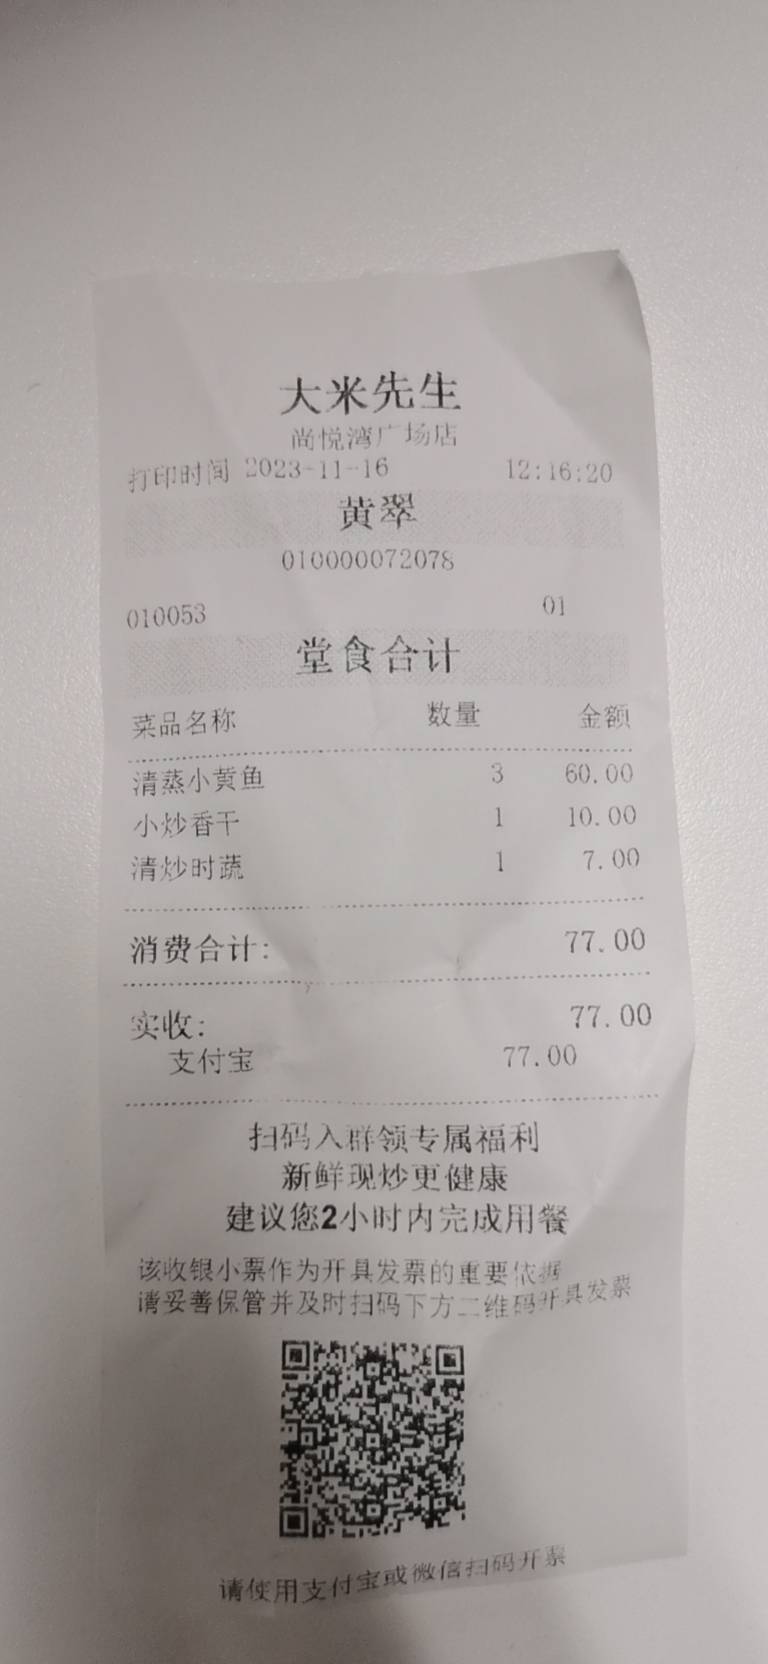 大米先生
尚悦湾广场店
打印时间 2023-11-16 12:16:20
黄翠
010000072078
010053 01
堂食合计
菜品名称 数量 金额
清蒸小黄鱼 3 60.00
小炒香干 1 10.00
清炒时蔬 1 7.00
消费合计: 77.00
实收: 77.00
支付宝 77.00
扫码入群领专属福利
新鲜现炒更健康
建议您2小时内完成用餐
该收银小票作为开具发票的重要依据
请妥善保管并及时扫码下方二维码开具发票
请使用支付宝或微信扫码开票